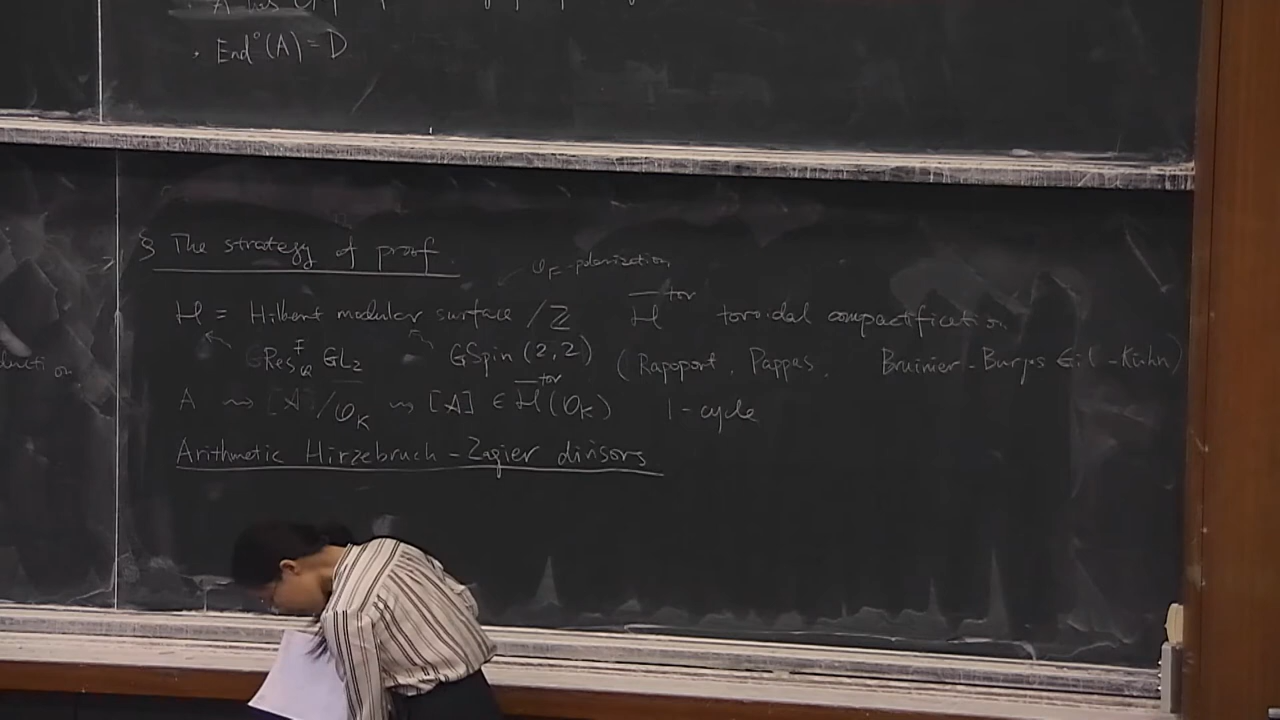 · End°(A) = D
§ The strategy of proof
O_F-polarization
H = Hilbert modular surface / Z   H̄^tor toroidal compactification
GRes^F_Q GL₂   GSpin(2,2)   (Rapoport, Pappas, Bruinier-Burgos Gil-Kühn)
A ⇝ [A]/O_K ⇝ [A] ∈ H̄^tor(O_K)   1-cycle
Arithmetic Hirzebruch-Zagier divisors